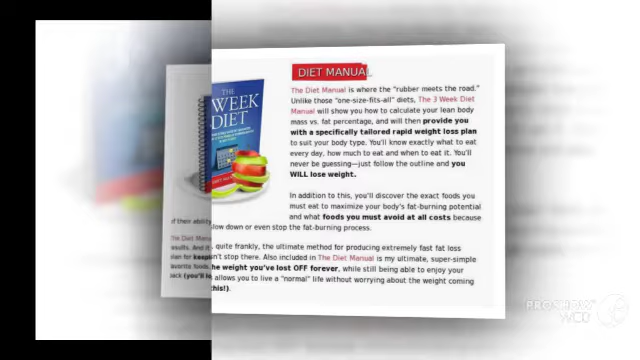 DIET MANUAL
The Diet Manual is where the "rubber meets the road."
Unlike those "one-size-fits-all" diets, The 3 Week Diet
Manual will show you how to calculate your lean body
mass vs. fat percentage, and will then provide you
with a specifically tailored rapid weight loss plan
to suit your body type. You'll know exactly what to eat
every day, how much to eat and when to eat it. You'll
never be guessing—just follow the outline and you
WILL lose weight.
THE
WEEK
DIET
In addition to this, you'll discover the exact foods you
must eat to maximize your body's fat-burning potential
and what foods you must avoid at all costs because
of their ability
slow down or even stop the fat-burning process.
The Diet Manu
quite frankly, the ultimate method for producing extremely fast fat loss
results. And it
n't stop there. Also included in The Diet Manual is my ultimate, super-simple
plan for keepin
he weight you've lost OFF forever, while still being able to enjoy your
favorite foods.
allows you to live a "normal" life without worrying about the weight coming
back (you'll lo
this!).
PROSHOW
WEB